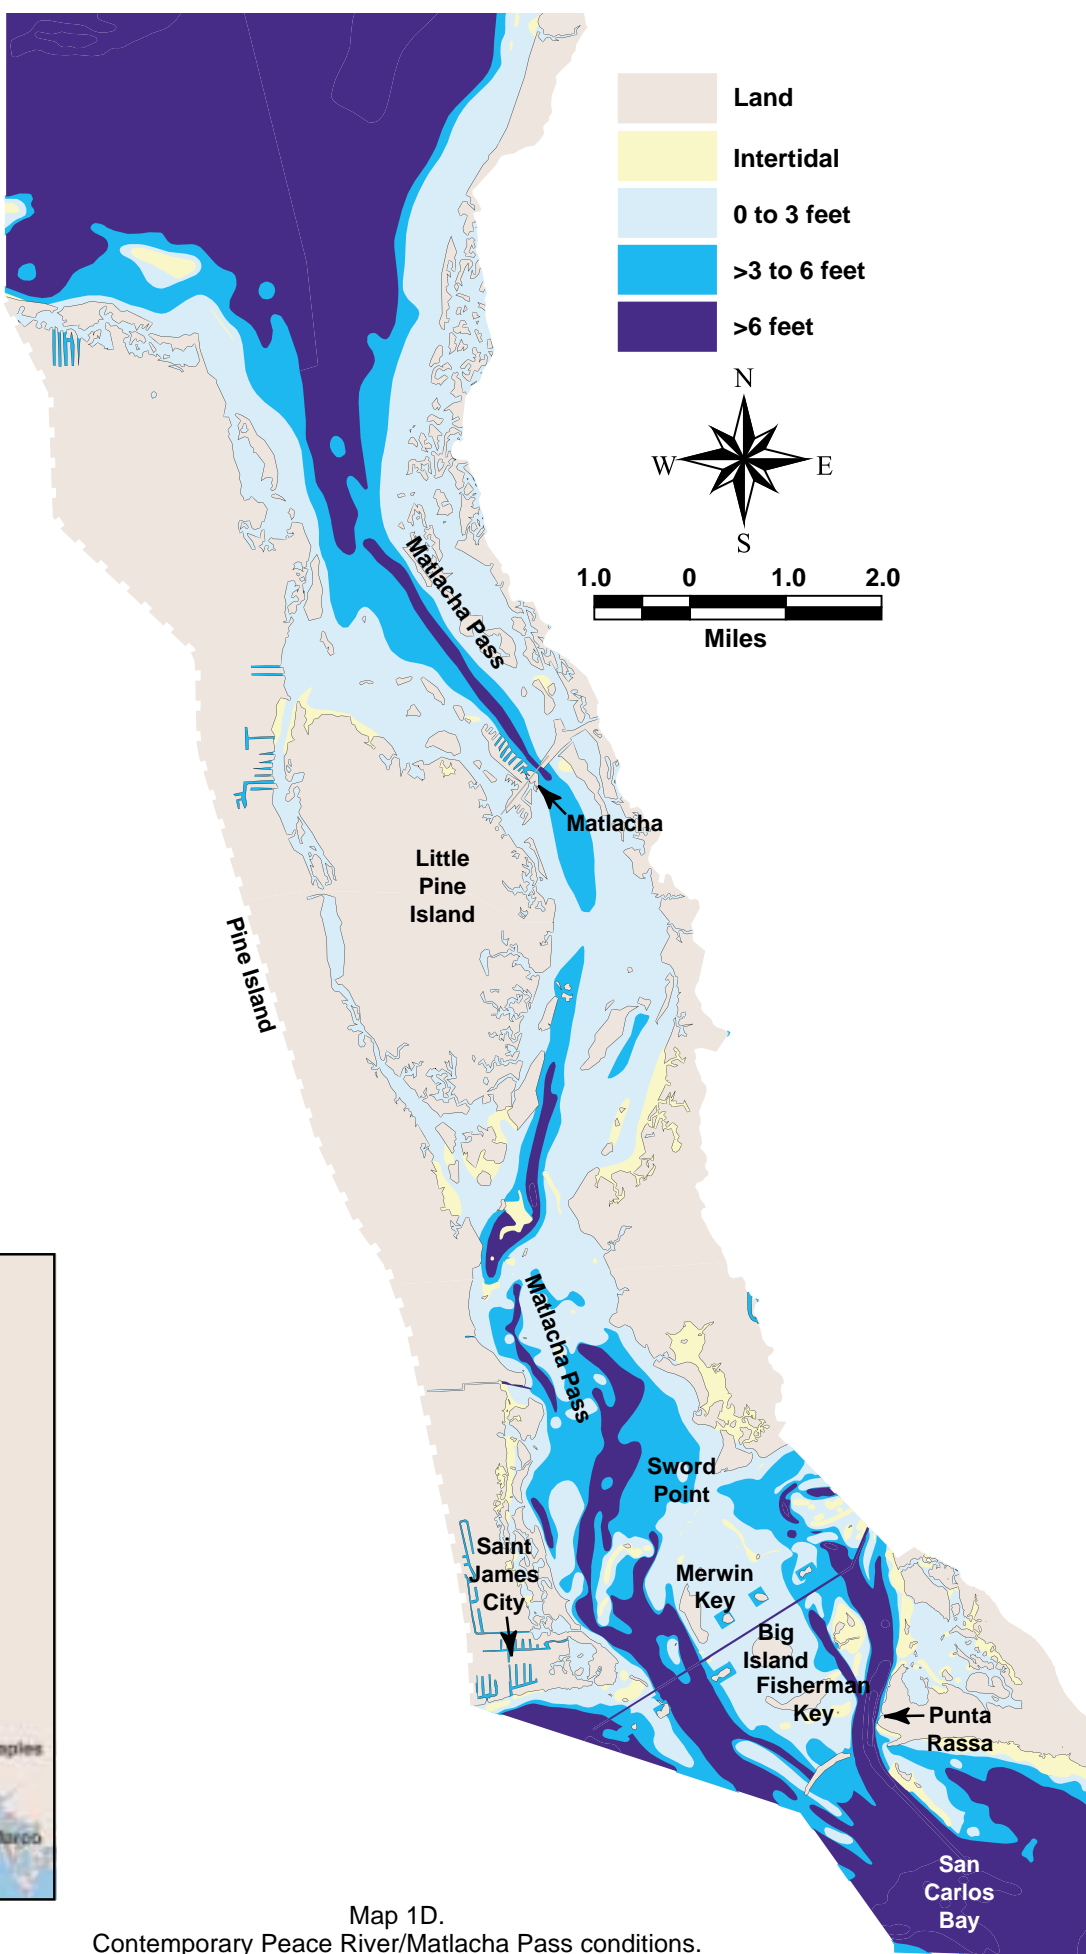 Land
Intertidal
0 to 3 feet
>3 to 6 feet
>6 feet
N
W E
S
1.0 0 1.0 2.0
Miles
Matlacha Pass
Matlacha
Little
Pine
Island
Pine Island
Matlacha Pass
Sword
Point
Saint
James
City
Merwin
Key
Big
Island
Fisherman
Key
Punta
Rassa
San
Carlos
Bay
aples
Marco
Map 1D.
Contemporary Peace River/Matlacha Pass conditions.